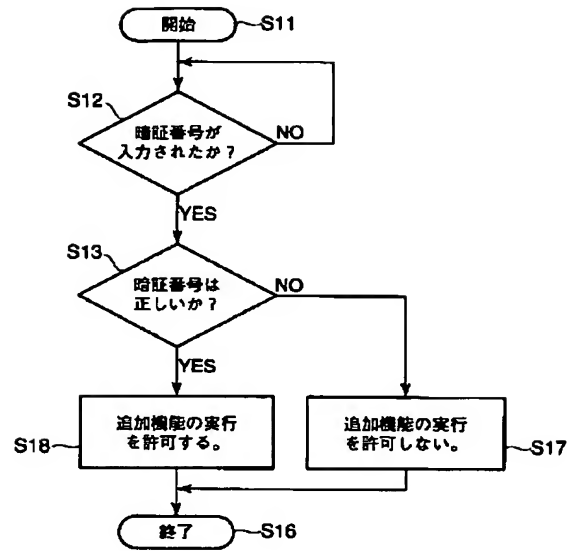 開始
S11
S12
暗証番号が
入力されたか?
NO
YES
S13
暗証番号は
正しいか?
NO
YES
S18
追加機能の実行
を許可する。
追加機能の実行
を許可しない。
S17
終了
S16